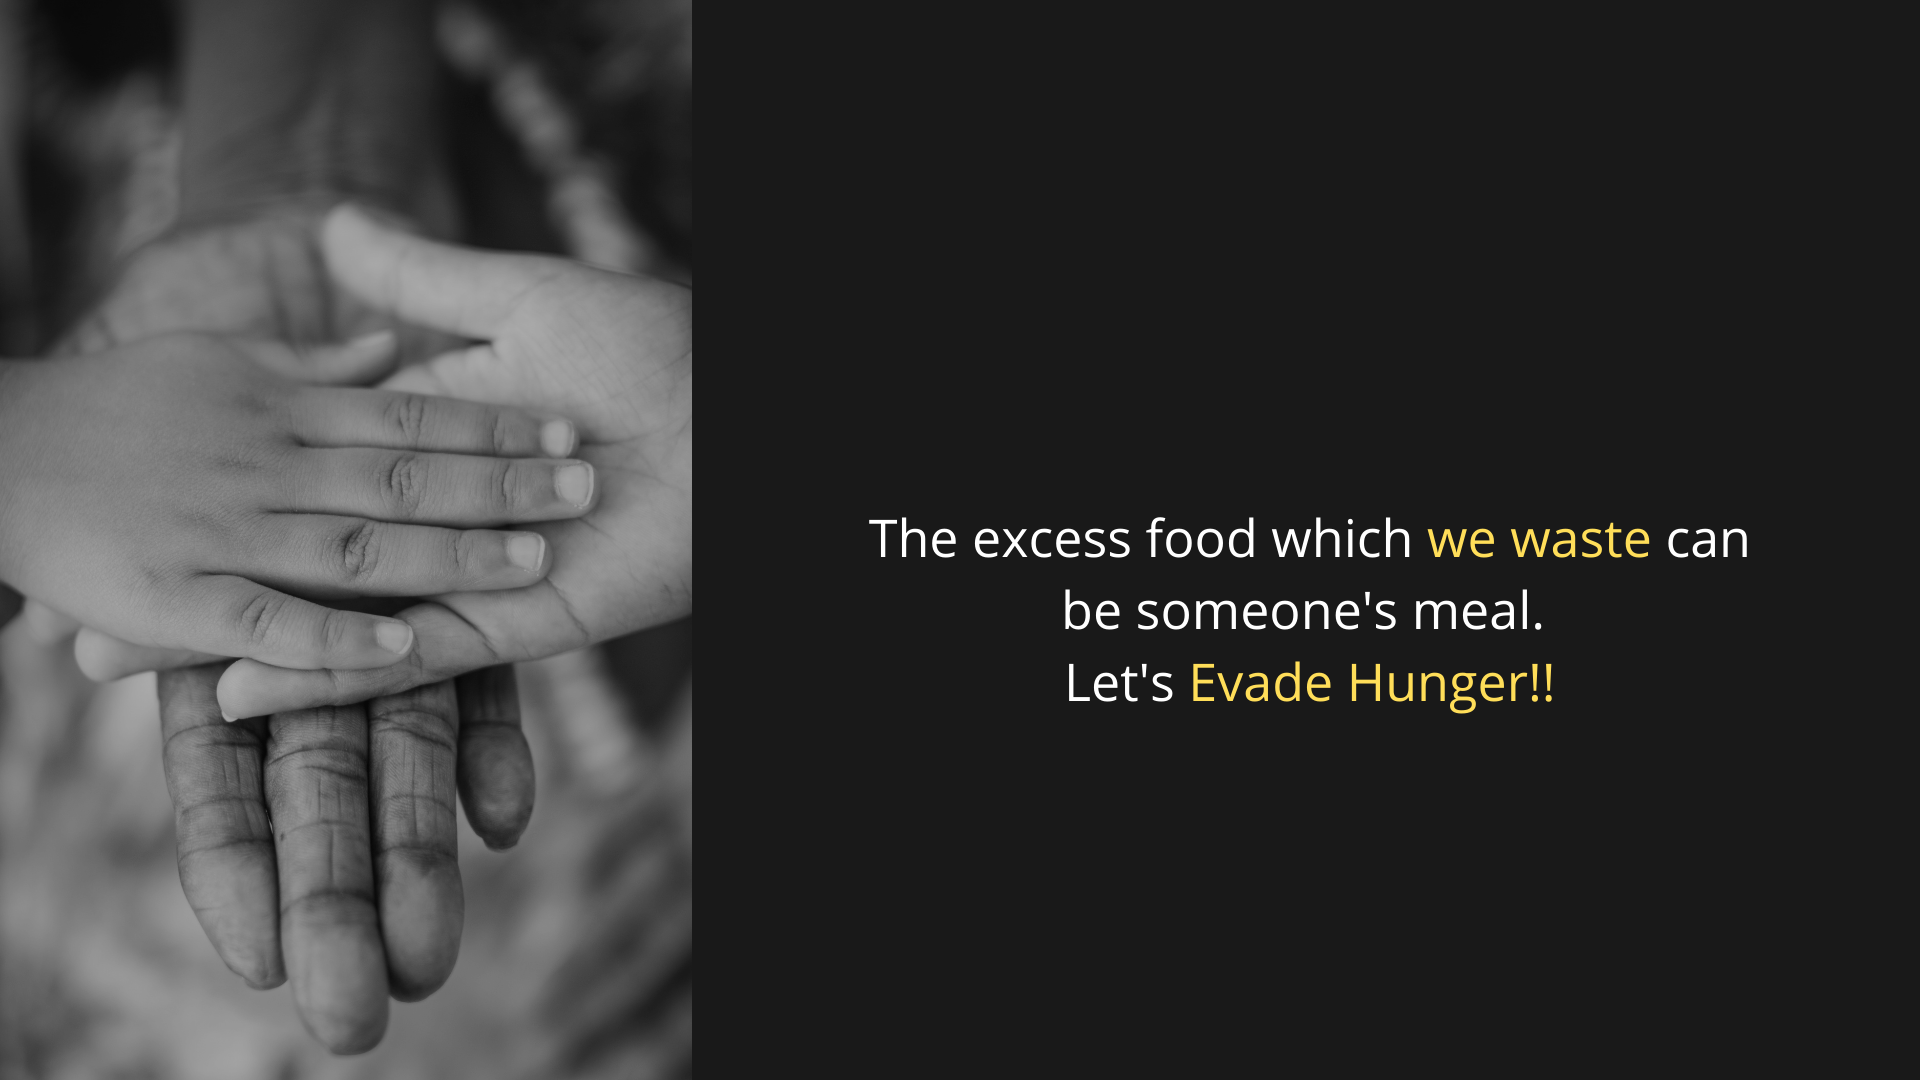 The excess food which we waste can
be someone's meal.
Let's Evade Hunger!!